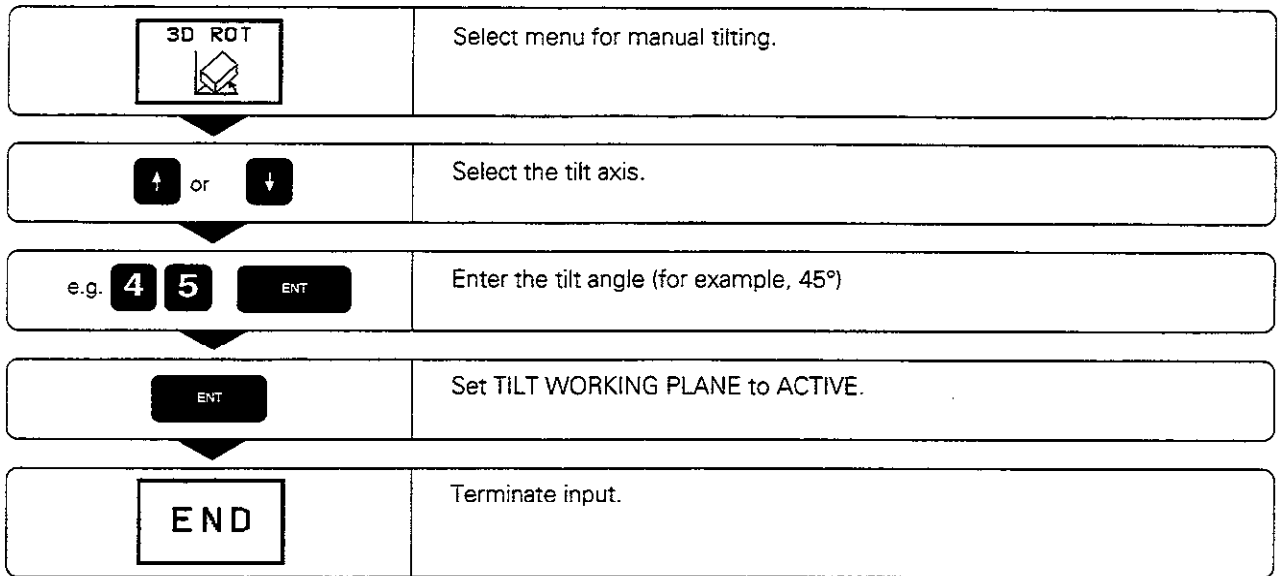 3D ROT
Select menu for manual tilting.
↑ or ↓
Select the tilt axis.
e.g. 4 5 ENT
Enter the tilt angle (for example, 45°)
ENT
Set TILT WORKING PLANE to ACTIVE.
END
Terminate input.